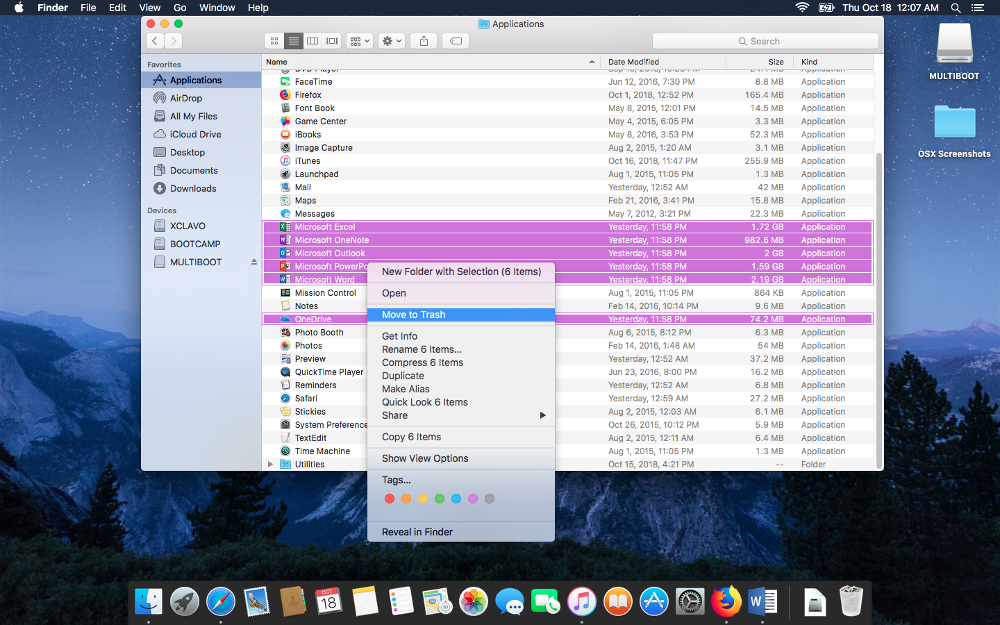 Finder File Edit View Go Window Help Thu Oct 18 12:07 AM
Applications
Search
MULTIBOOT
OSX Screenshots
Favorites
Applications
AirDrop
All My Files
iCloud Drive
Desktop
Documents
Downloads
Devices
XCLAVO
BOOTCAMP
MULTIBOOT
Name Date Modified Size Kind
FaceTime Jun 12, 2016, 7:30 PM 8.8 MB Application
Firefox Oct 1, 2018, 12:52 PM 165.4 MB Application
Font Book May 8, 2015, 12:01 PM 14.5 MB Application
Game Center May 4, 2015, 6:05 PM 3.3 MB Application
iBooks May 8, 2016, 3:53 PM 52.3 MB Application
Image Capture Aug 2, 2015, 1:20 AM 3.1 MB Application
iTunes Oct 16, 2018, 11:47 PM 255.9 MB Application
Launchpad Aug 1, 2015, 11:05 PM 1.3 MB Application
Mail Yesterday, 12:52 AM 42 MB Application
Maps Feb 21, 2016, 3:41 PM 15.8 MB Application
Messages May 7, 2012, 3:21 PM 22.3 MB Application
Microsoft Excel Yesterday, 11:58 PM 1.72 GB Application
Microsoft OneNote Yesterday, 11:58 PM 982.6 MB Application
Microsoft Outlook Yesterday, 11:58 PM 2 GB Application
Microsoft PowerPo Yesterday, 11:58 PM 1.59 GB Application
Microsoft Word Yesterday, 11:58 PM 2.19 GB Application
Mission Control Aug 1, 2015, 11:05 PM 864 KB Application
Notes Feb 14, 2016, 10:14 PM 9.6 MB Application
OneDrive Yesterday, 11:58 PM 74.2 MB Application
Photo Booth Aug 6, 2015, 8:12 PM 6.3 MB Application
Photos Feb 14, 2016, 1:48 AM 54 MB Application
Preview Yesterday, 12:52 AM 37.2 MB Application
QuickTime Player Jun 23, 2016, 8:00 PM 16.2 MB Application
Reminders Yesterday, 12:52 AM 6.8 MB Application
Safari Yesterday, 12:59 AM 27.2 MB Application
Stickies Aug 2, 2015, 12:03 AM 6.1 MB Application
System Preference Oct 26, 2015, 10:12 PM 5.9 MB Application
TextEdit Aug 2, 2015, 12:11 AM 6.4 MB Application
Time Machine Aug 1, 2015, 11:05 PM 1.3 MB Application
Utilities Oct 15, 2018, 4:21 PM -- Folder
New Folder with Selection (6 Items)
Open
Move to Trash
Get Info
Rename 6 Items...
Compress 6 Items
Duplicate
Make Alias
Quick Look 6 Items
Share
Copy 6 Items
Show View Options
Tags...
Reveal in Finder
OCT
18